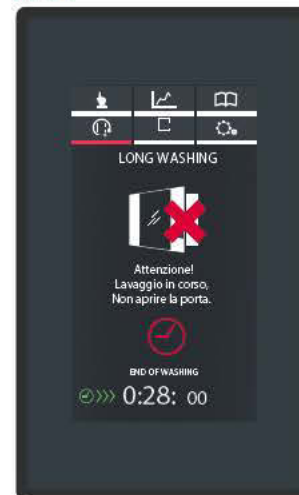 LONG WASHING
Attenzione!
Lavaggio in corso,
Non aprire la porta.
END OF WASHING
0:28: 00